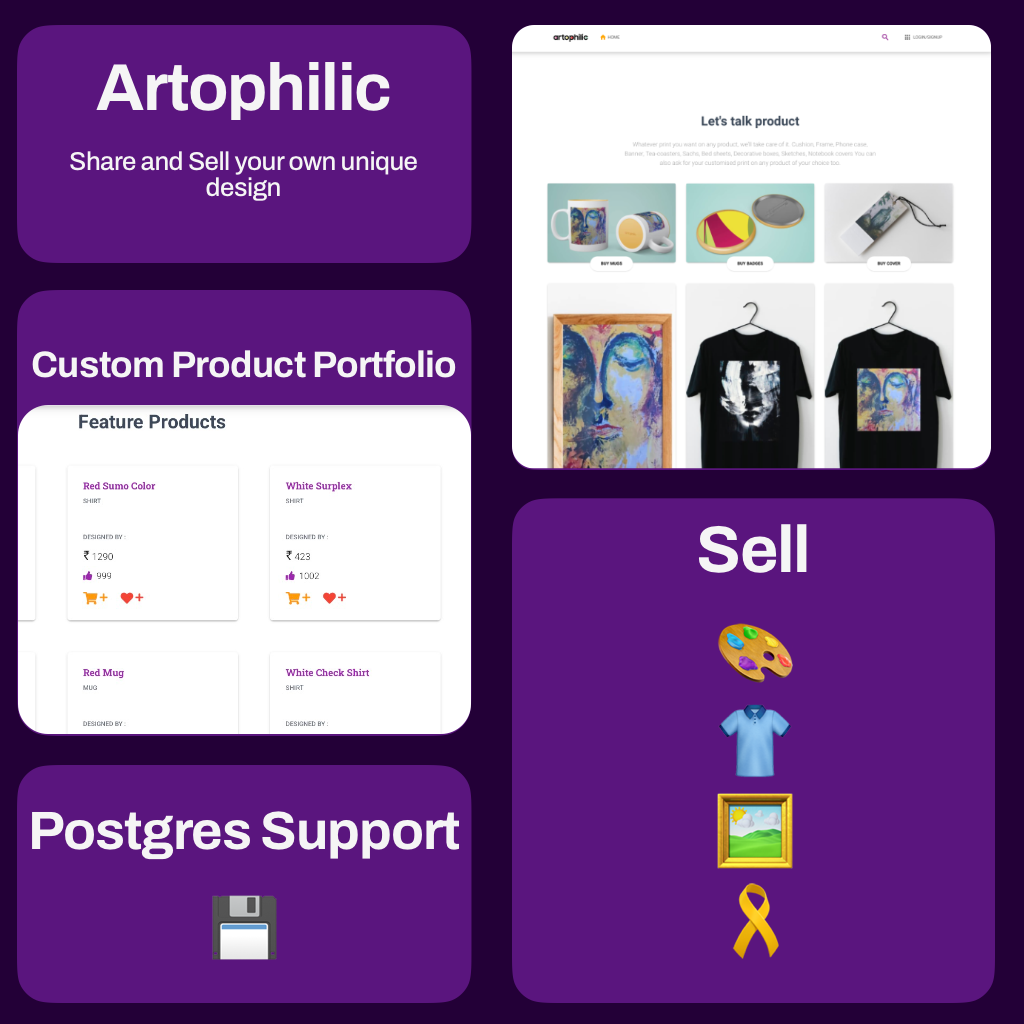 Artophilic
Share and Sell your own unique
design
artophilic
HOME
LOGIN/SIGNUP
Let's talk product
Whatever print you want on any product, we'll take care of it. Cushion, Frame, Phone case,
Banner, Tea-coasters, Sachs, Bed sheets, Decorative boxes, Sketches, Notebook covers. You can
also ask for your customised print on any product of your choice too.
BUY MUGS
BUY BADGES
BUY COVER
Custom Product Portfolio
Feature Products
Red Sumo Color
SHIRT
DESIGNED BY :
₹ 1290
999
+ +
White Surplex
SHIRT
DESIGNED BY :
₹ 423
1002
+ +
Red Mug
MUG
DESIGNED BY :
White Check Shirt
SHIRT
DESIGNED BY :
Sell
Postgres Support